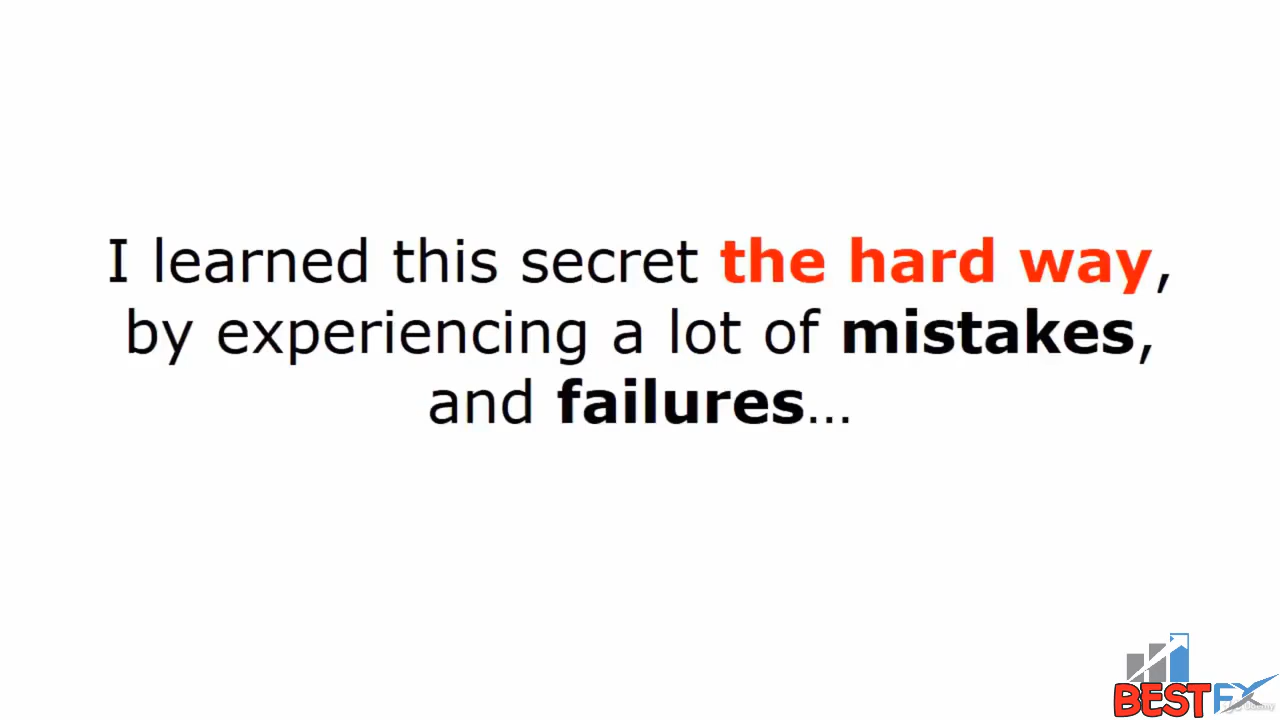 I learned this secret the hard way,
by experiencing a lot of mistakes,
and failures...
BESTFX